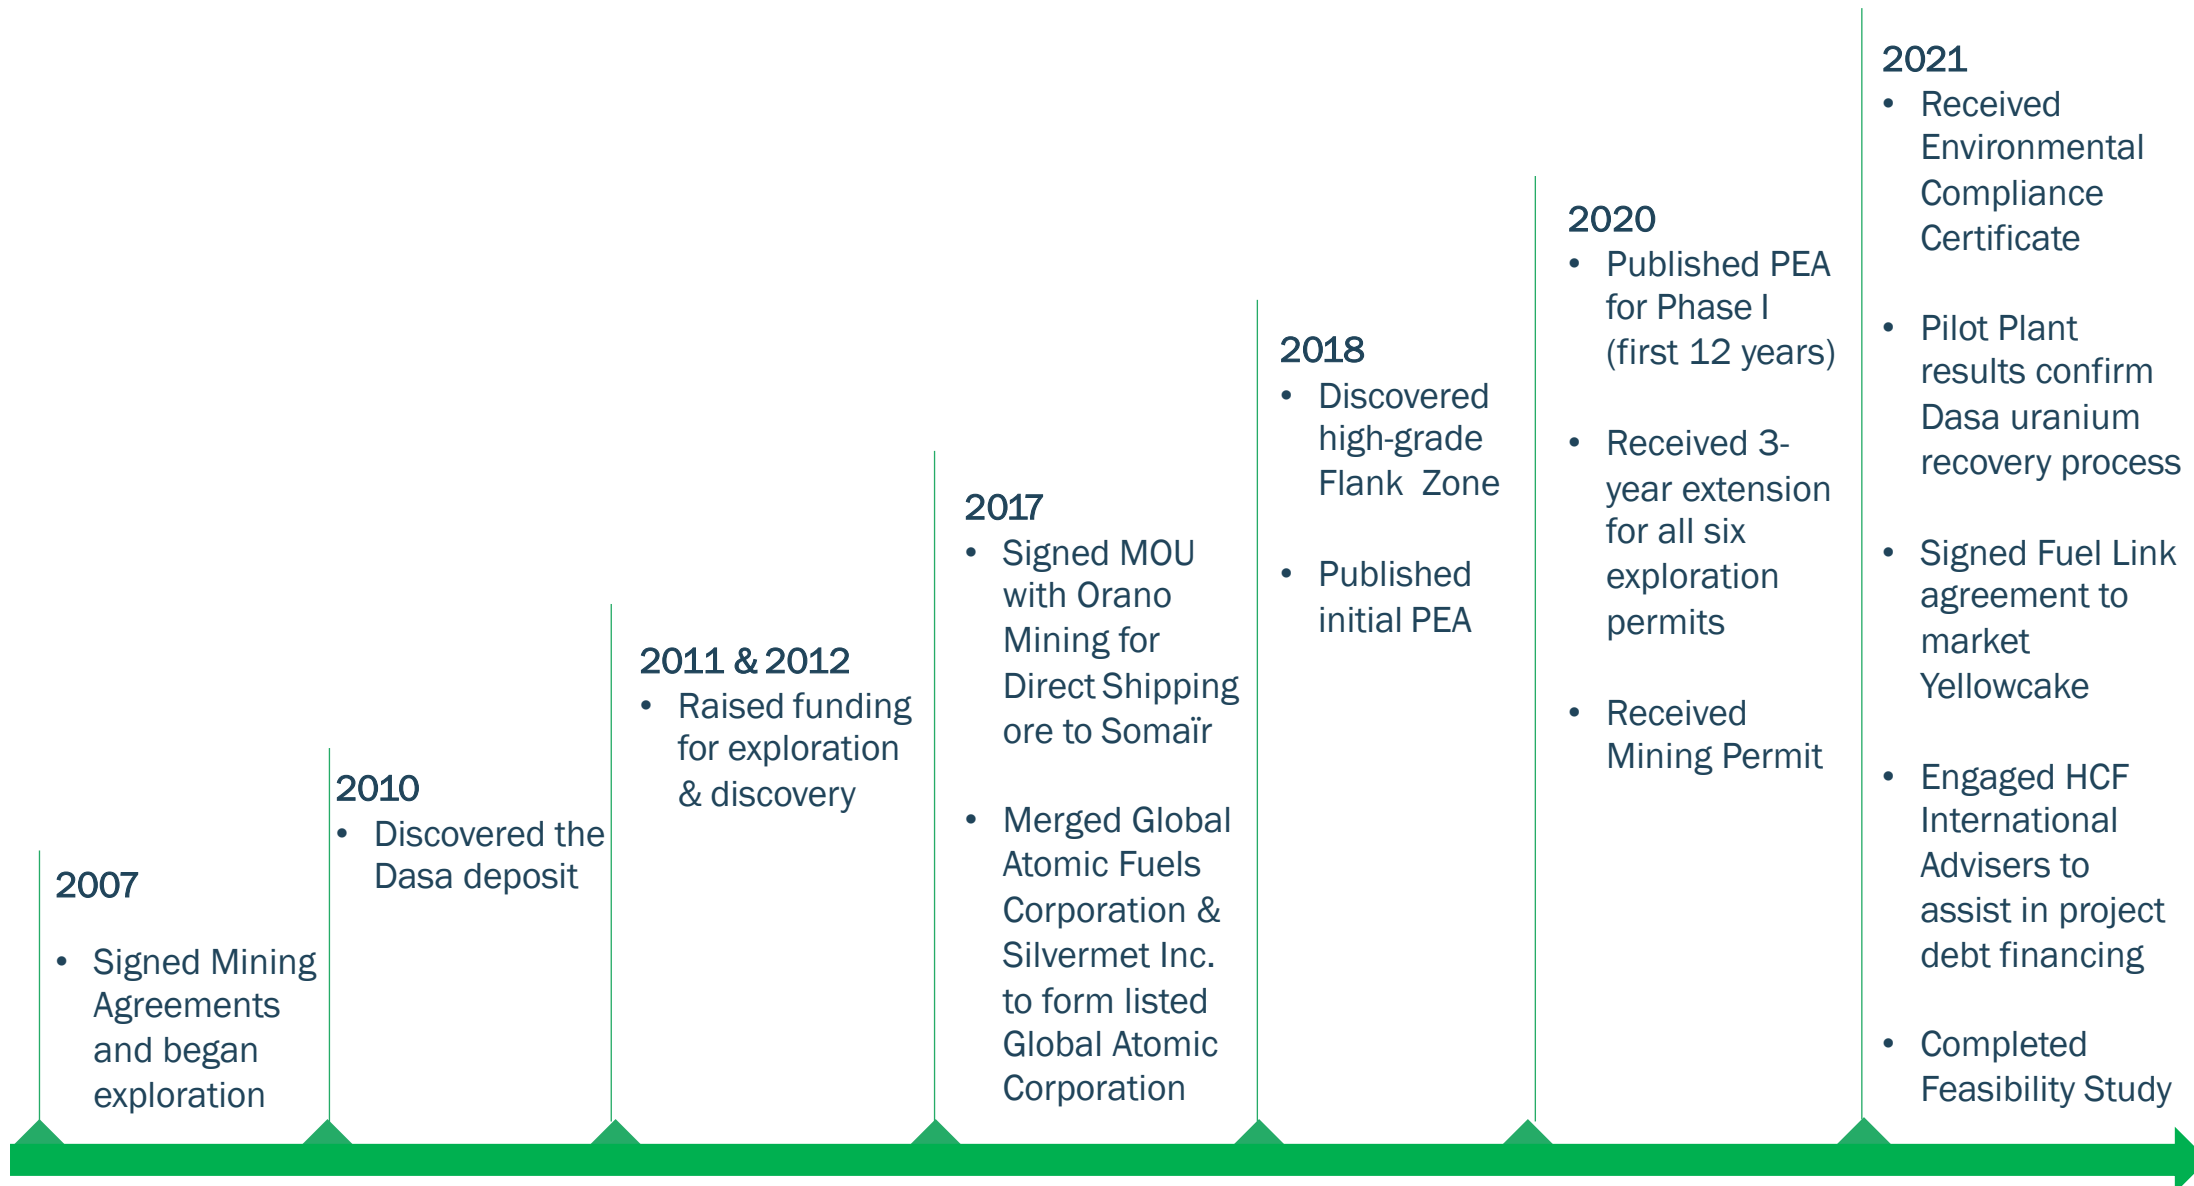 2007
• Signed Mining
Agreements
and began
exploration
2010
• Discovered the
Dasa deposit
2011 & 2012
• Raised funding
for exploration
& discovery
2017
• Signed MOU
with Orano
Mining for
Direct Shipping
ore to Somaïr
• Merged Global
Atomic Fuels
Corporation &
Silvermet Inc.
to form listed
Global Atomic
Corporation
2018
• Discovered
high-grade
Flank Zone
• Published
initial PEA
2020
• Published PEA
for Phase I
(first 12 years)
• Received 3-
year extension
for all six
exploration
permits
• Received
Mining Permit
2021
• Received
Environmental
Compliance
Certificate
• Pilot Plant
results confirm
Dasa uranium
recovery process
• Signed Fuel Link
agreement to
market
Yellowcake
• Engaged HCF
International
Advisers to
assist in project
debt financing
• Completed
Feasibility Study